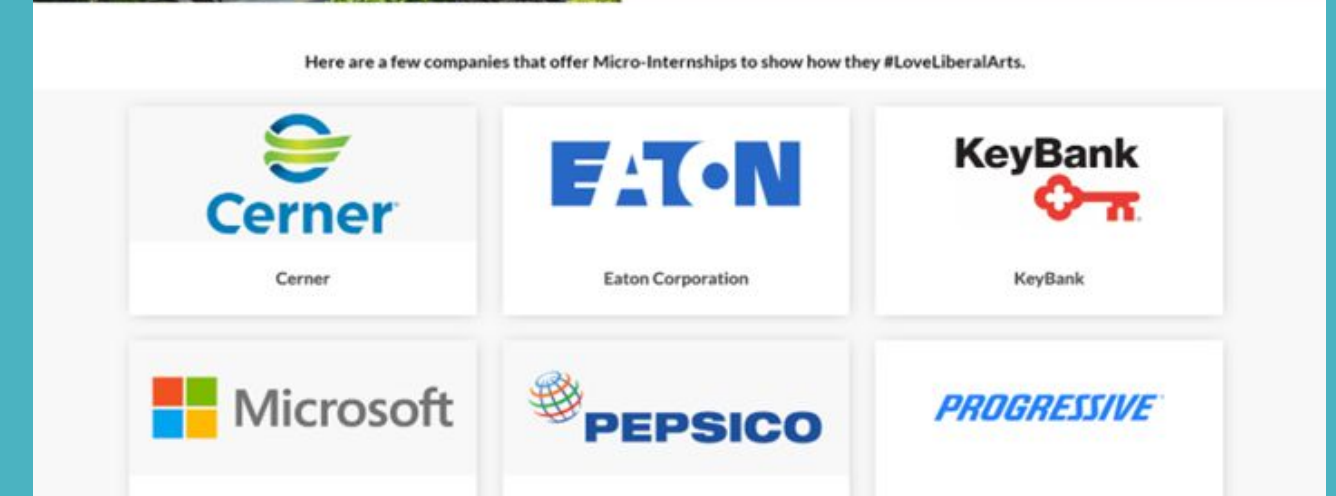 Here are a few companies that offer Micro-Internships to show how they #LoveLiberalArts.
Cerner
EATON
KeyBank
Cerner
Eaton Corporation
KeyBank
Microsoft
PEPSICO
PROGRESSIVE